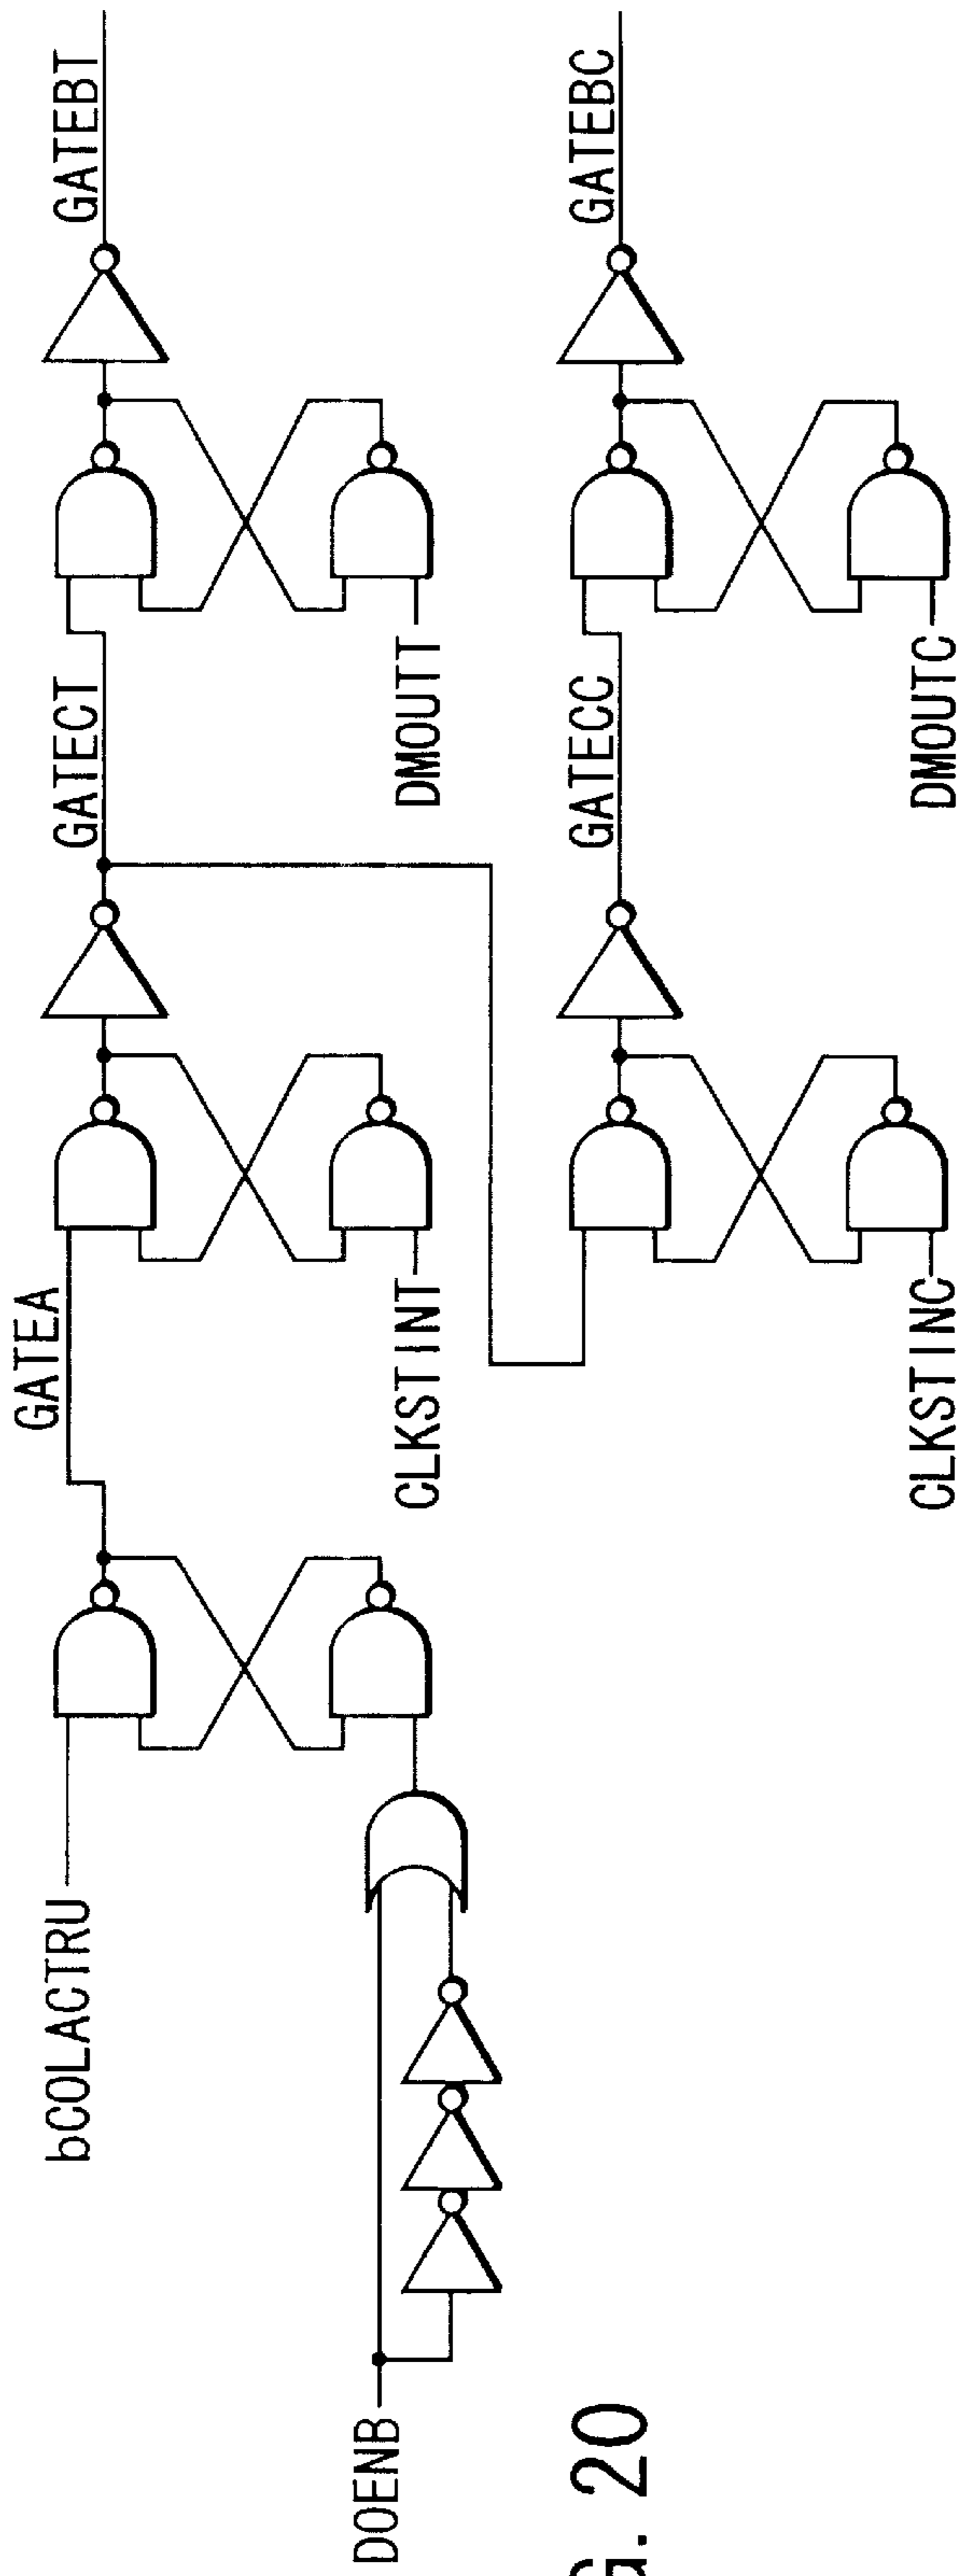 bCOLACTRU
GATEA
GATECT
GATEBT
DOENB
CLKSTINT
DMOUTT
GATECC
GATEBC
CLKSTINC
DMOUTC
G. 20